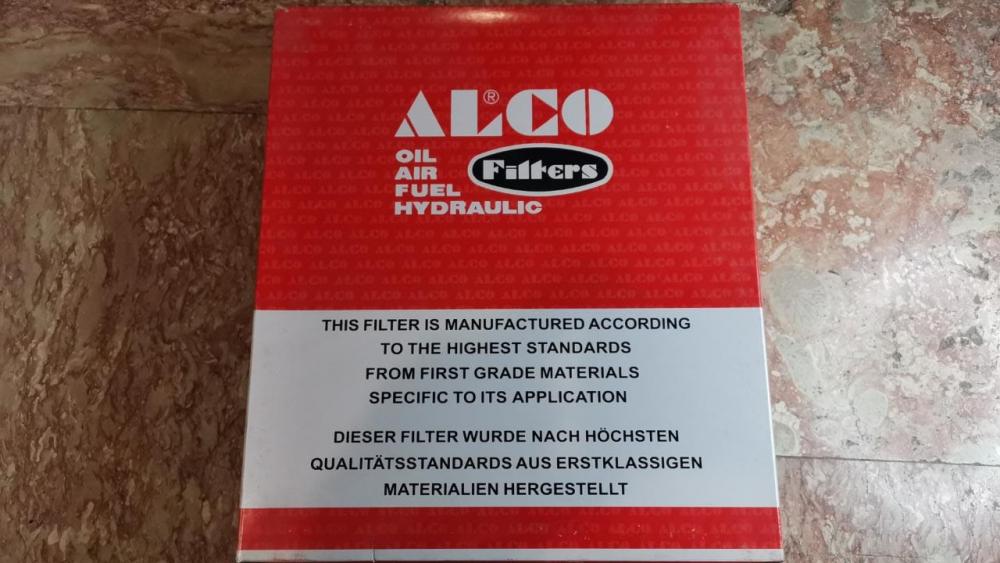 ALCO®
OIL
AIR
FUEL
HYDRAULIC
Filters
THIS FILTER IS MANUFACTURED ACCORDING
TO THE HIGHEST STANDARDS
FROM FIRST GRADE MATERIALS
SPECIFIC TO ITS APPLICATION
DIESER FILTER WURDE NACH HÖCHSTEN
QUALITÄTSSTANDARDS AUS ERSTKLASSIGEN
MATERIALIEN HERGESTELLT